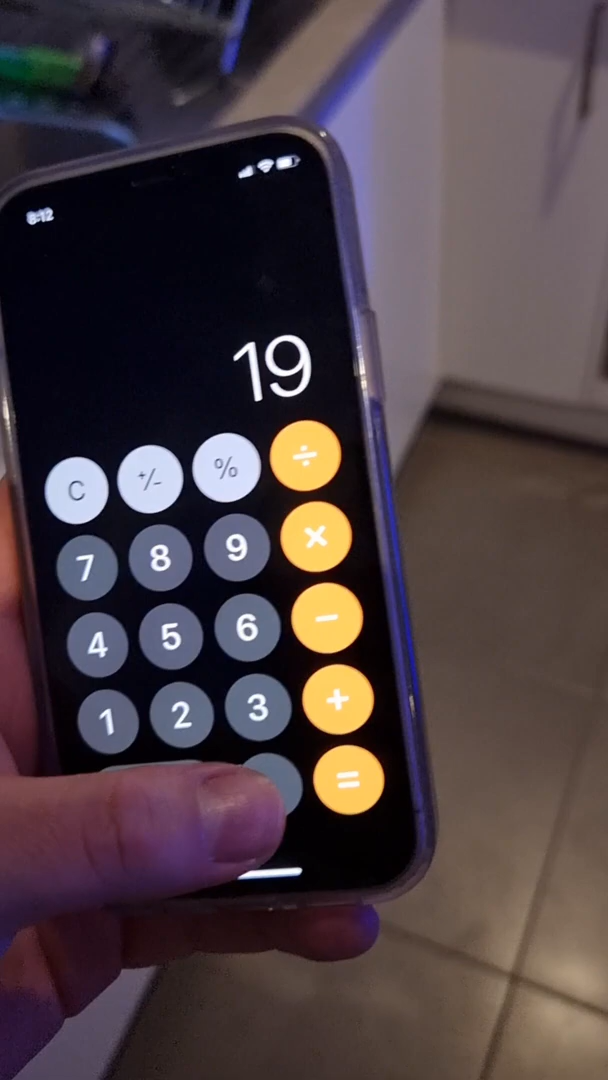 8:12
19
C +/- % ÷
7 8 9 ×
4 5 6 −
1 2 3 +
=